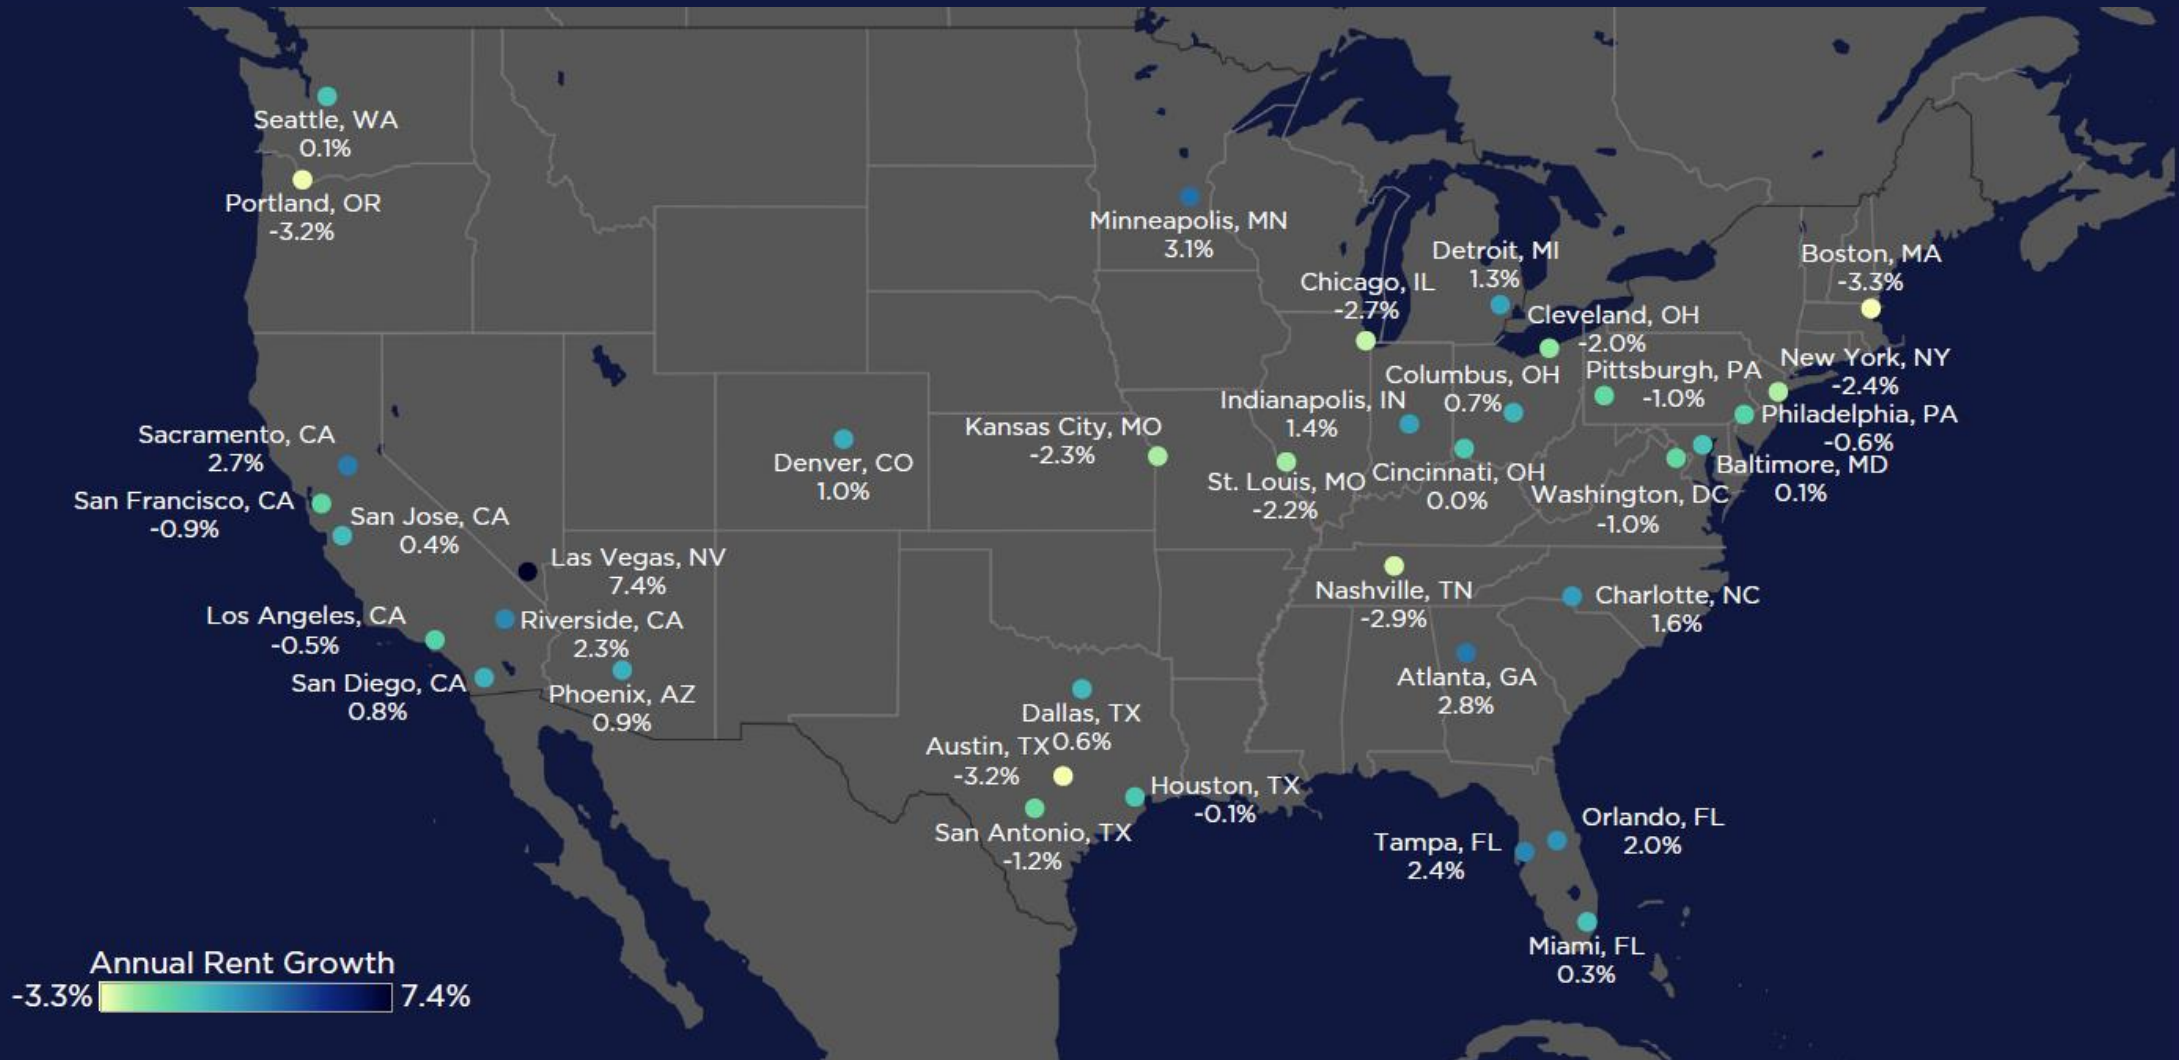 Seattle, WA
0.1%
Portland, OR
-3.2%
Minneapolis, MN
3.1%
Detroit, MI
1.3%
Boston, MA
-3.3%
Chicago, IL
-2.7%
Cleveland, OH
-2.0%
New York, NY
-2.4%
Pittsburgh, PA
-1.0%
Columbus, OH
0.7%
Indianapolis, IN
1.4%
Philadelphia, PA
-0.6%
Kansas City, MO
-2.3%
Sacramento, CA
2.7%
Denver, CO
1.0%
St. Louis, MO
-2.2%
Cincinnati, OH
0.0%
Baltimore, MD
0.1%
Washington, DC
-1.0%
San Francisco, CA
-0.9%
San Jose, CA
0.4%
Las Vegas, NV
7.4%
Nashville, TN
-2.9%
Charlotte, NC
1.6%
Los Angeles, CA
-0.5%
Riverside, CA
2.3%
San Diego, CA
0.8%
Phoenix, AZ
0.9%
Atlanta, GA
2.8%
Dallas, TX
0.6%
Austin, TX
-3.2%
Houston, TX
-0.1%
San Antonio, TX
-1.2%
Orlando, FL
2.0%
Tampa, FL
2.4%
Miami, FL
0.3%
Annual Rent Growth
-3.3% 7.4%